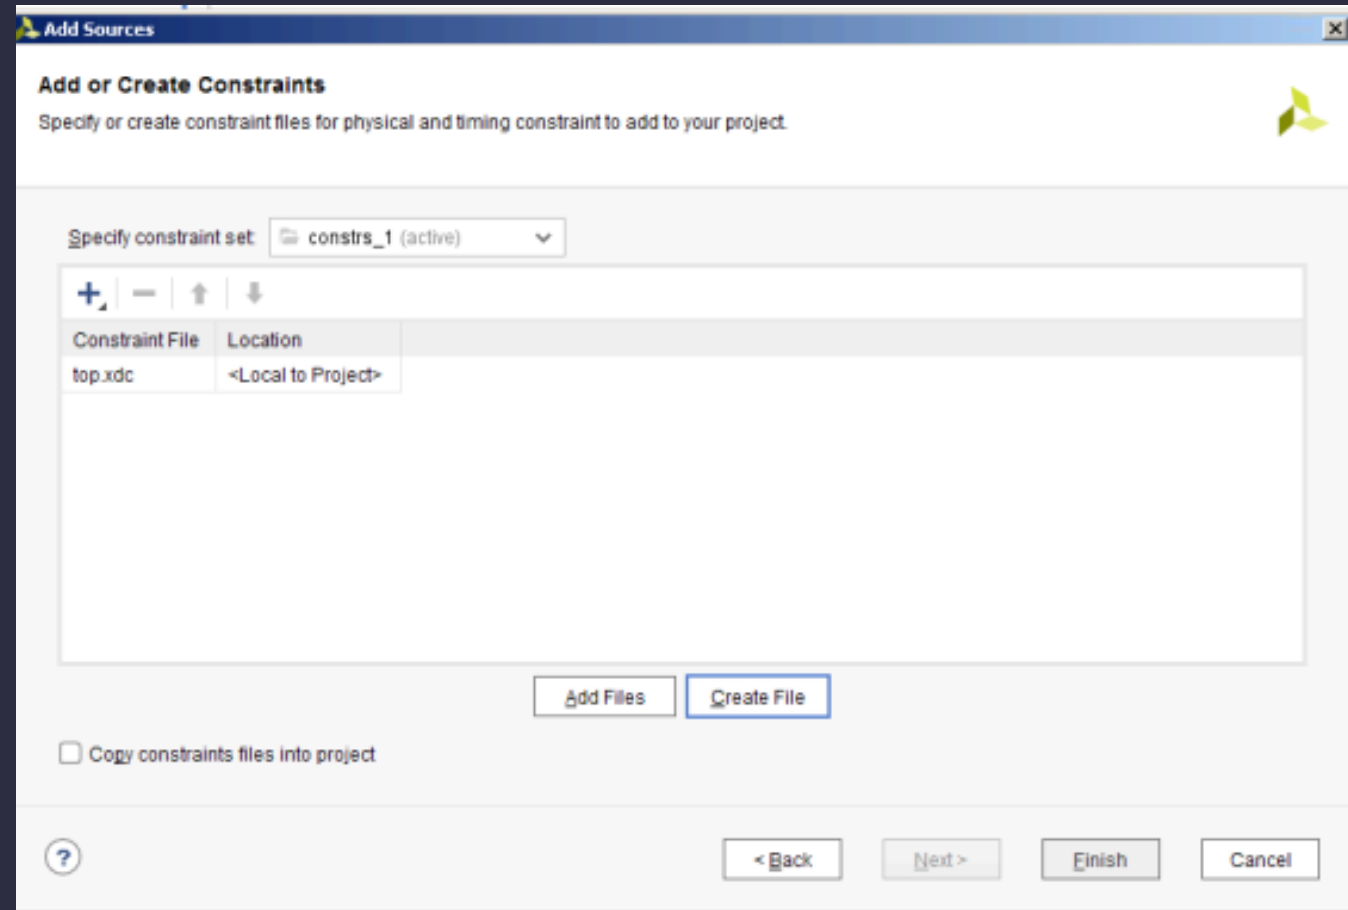 Add Sources
Add or Create Constraints
Specify or create constraint files for physical and timing constraint to add to your project.
Specify constraint set: constrs_1 (active)
Constraint File Location
top.xdc <Local to Project>
Add Files Create File
Copy constraints files into project
? < Back Next > Finish Cancel